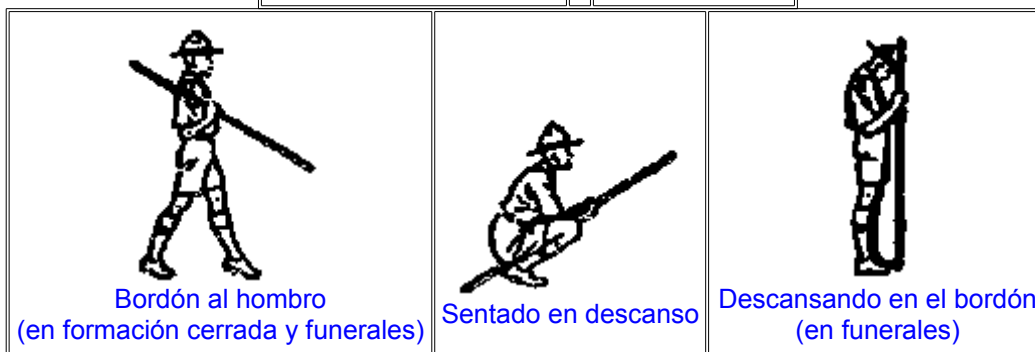 Bordón al hombro
(en formación cerrada y funerales)
Sentado en descanso
Descansando en el bordón
(en funerales)